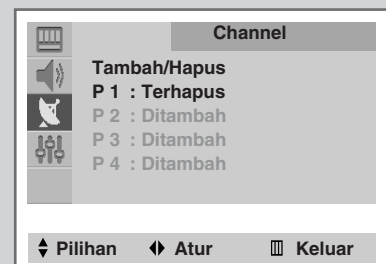 Channel
Tambah/Hapus
P 1 : Terhapus
P 2 : Ditambah
P 3 : Ditambah
P 4 : Ditambah
Pilihan Atur Keluar